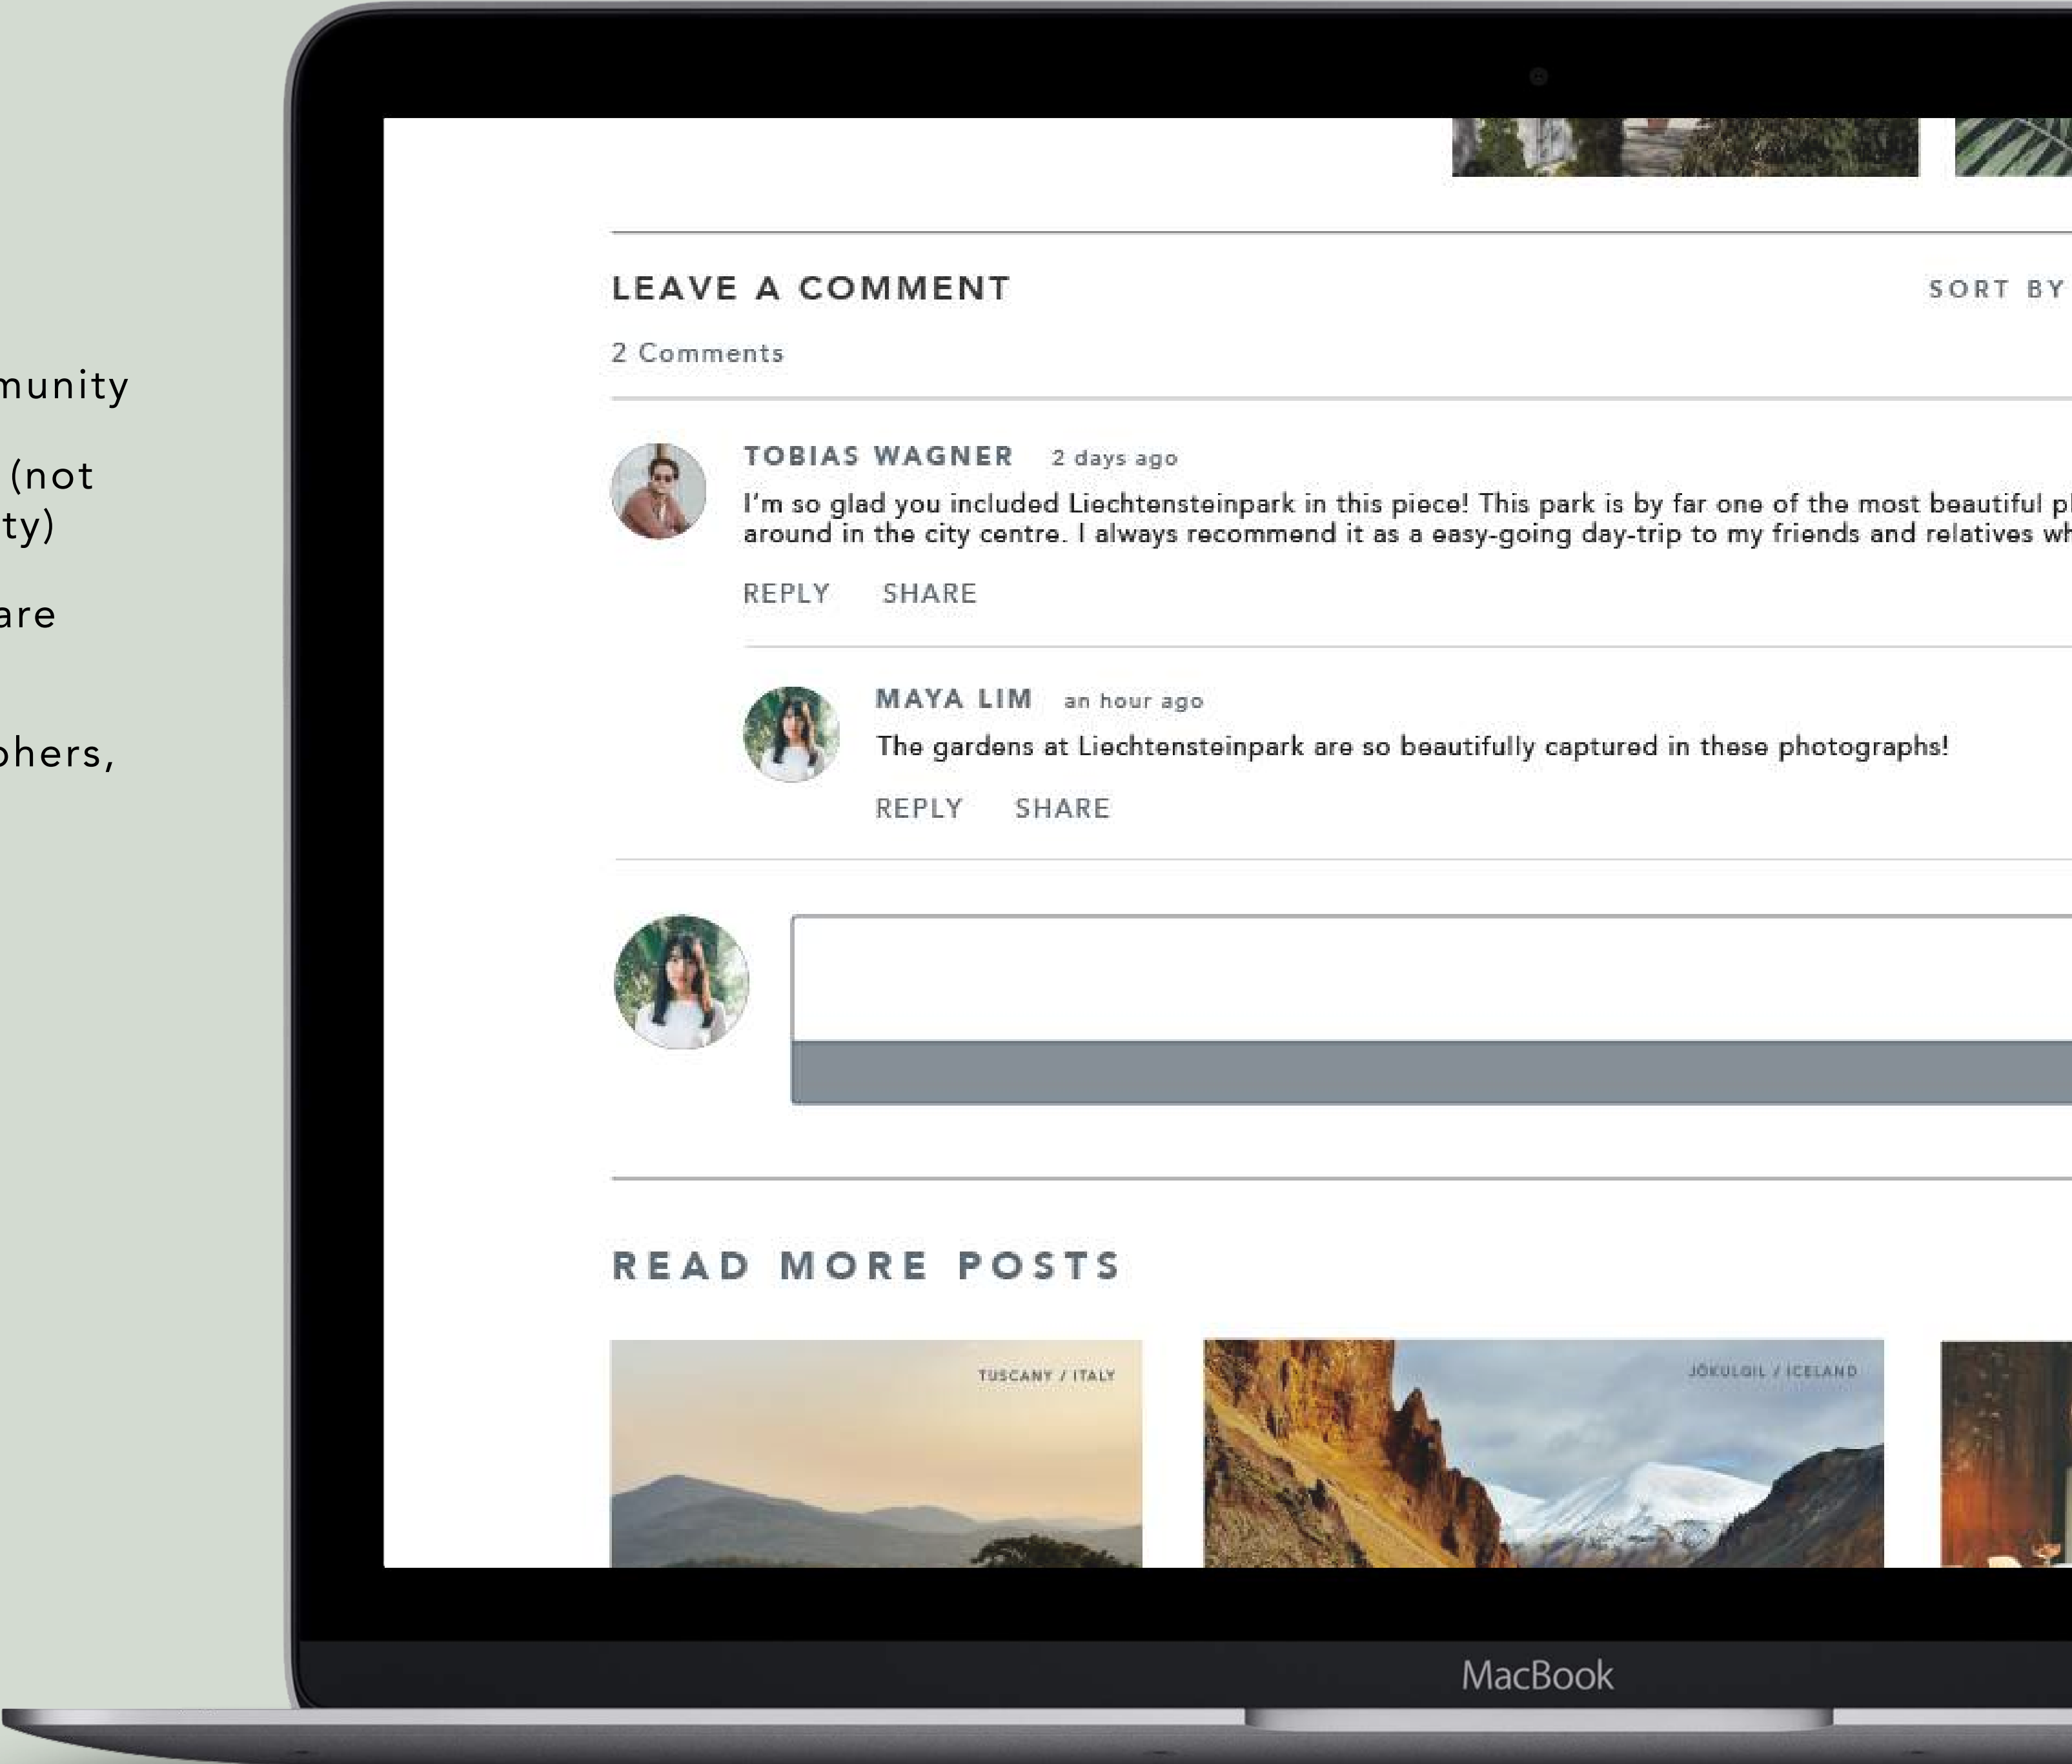 munity
(not
ty)
are
phers,
LEAVE A COMMENT
SORT BY
2 Comments
TOBIAS WAGNER 2 days ago
I'm so glad you included Liechtensteinpark in this piece! This park is by far one of the most beautiful pl
around in the city centre. I always recommend it as a easy-going day-trip to my friends and relatives wh
REPLY SHARE
MAYA LIM an hour ago
The gardens at Liechtensteinpark are so beautifully captured in these photographs!
REPLY SHARE
READ MORE POSTS
TUSCANY / ITALY
JÖKULGIL / ICELAND
MacBook